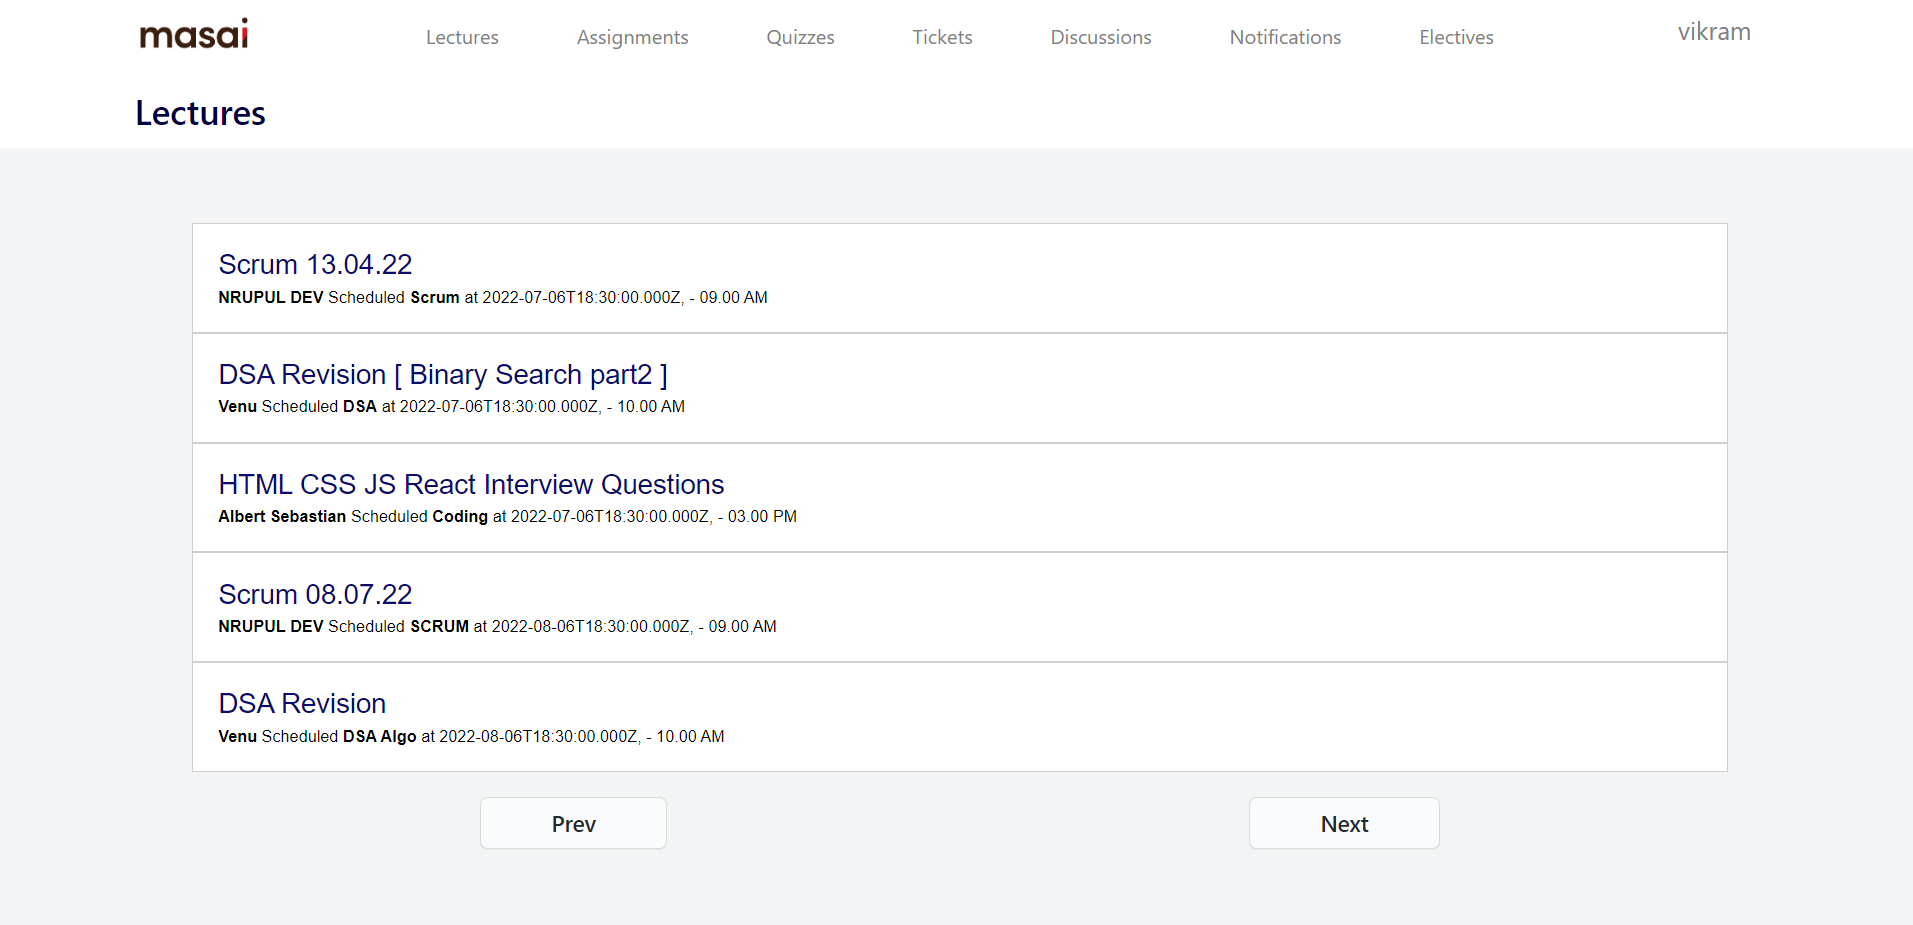 masai Lectures Assignments Quizzes Tickets Discussions Notifications Electives vikram
Lectures
Scrum 13.04.22
NRUPUL DEV Scheduled Scrum at 2022-07-06T18:30:00.000Z, - 09.00 AM
DSA Revision [ Binary Search part2 ]
Venu Scheduled DSA at 2022-07-06T18:30:00.000Z, - 10.00 AM
HTML CSS JS React Interview Questions
Albert Sebastian Scheduled Coding at 2022-07-06T18:30:00.000Z, - 03.00 PM
Scrum 08.07.22
NRUPUL DEV Scheduled SCRUM at 2022-08-06T18:30:00.000Z, - 09.00 AM
DSA Revision
Venu Scheduled DSA Algo at 2022-08-06T18:30:00.000Z, - 10.00 AM
Prev Next